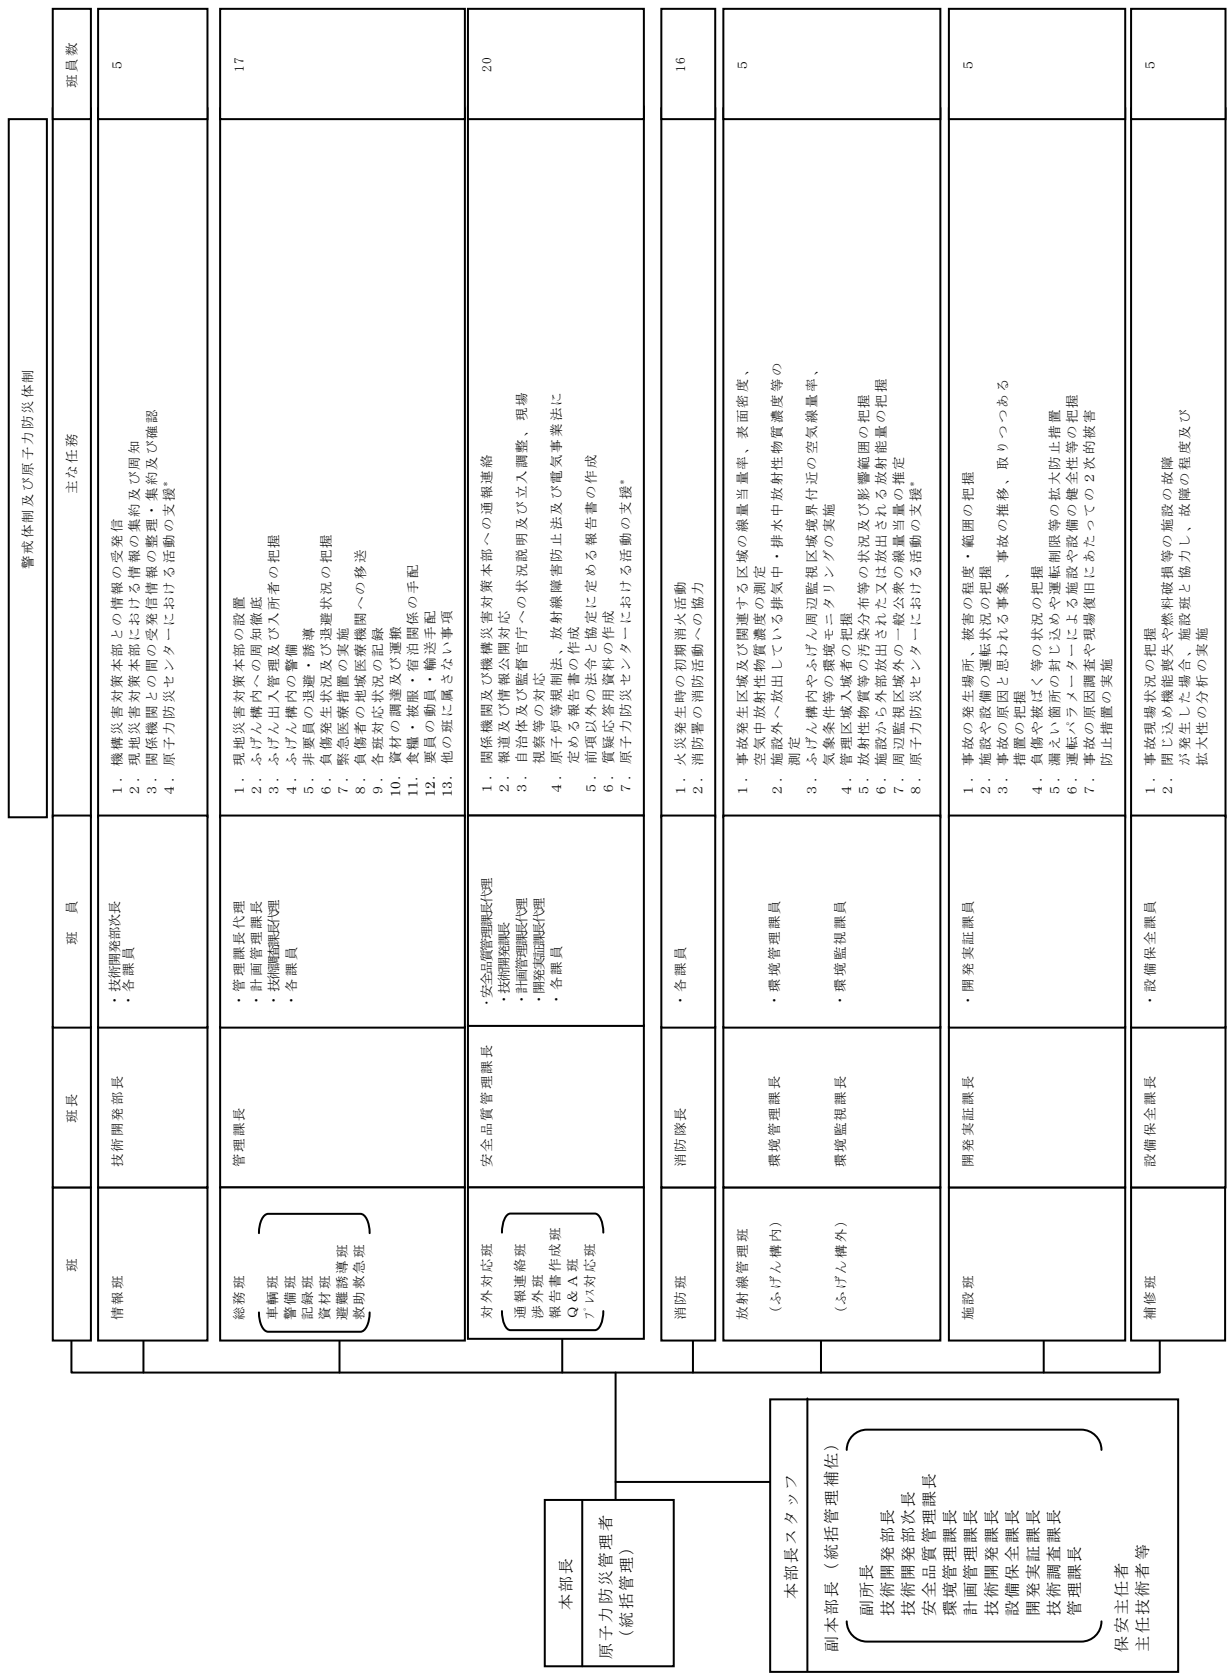 警戒体制及び原子力防災体制
班
班長
班　員
主な任務
班員数
情報班
技術開発部長
・技術開発部次長
・各課員
1．機構災害対策本部との情報の受発信
2．現地災害対策本部における情報の集約及び周知
3．関係機関との間の受発信情報の整理・集約及び確認
4．原子力防災センターにおける活動の支援*
5
総務班
車輌班
警備班
記録班
資材班
避難誘導班
救助救急班
管理課長
・管理課長代理
・計画管理課長
・技術調査課長代理
・各課員
1．現地災害対策本部の設置
2．ふげん構内への周知徹底
3．ふげん出入管理及び入所者の把握
4．ふげん構内の警備
5．非要員の退避・誘導
6．負傷発生状況及び退避状況の把握
7．緊急医療措置の実施
8．負傷者の地域医療機関への移送
9．各班対応状況の記録
10．資材の調達及び運搬
11．食糧・被服・宿泊関係の手配
12．要員の動員・輸送手配
13．他の班に属さない事項
17
対外対応班
通報連絡班
渉外班
報告書作成班
Q＆A班
ﾌﾟﾚｽ対応班
安全品質管理課長
・安全品質管理課長代理
・技術開発課長
・計画管理課長代理
・開発実証課長代理
・各課員
1．関係機関及び機構災害対策本部への通報連絡
2．報道及び情報公開対応
3．自治体及び監督官庁への状況説明及び立入調整、現場
視察等の対応
4．原子炉等規制法、放射線障害防止法及び電気事業法に
定める報告書の作成
5．前項以外の法令と協定に定める報告書の作成
6．質疑応答用資料の作成
7．原子力防災センターにおける活動の支援*
20
消防班
消防隊長
・各課員
1．火災発生時の初期消火活動
2．消防署の消防活動への協力
16
放射線管理班
（ふげん構内）
（ふげん構外）
環境管理課長
環境監視課長
・環境管理課員
・環境監視課員
1．事故発生区域及び関連する区域の線量当量率、表面密度、
空気中放射性物質濃度の測定
2．施設外へ放出している排気中・排水中放射性物質濃度等の
測定
3．ふげん構内やふげん周辺監視区域境界付近の空気線量率、
気象条件等の環境モニタリングの実施
4．管理区域入域者の把握
5．放射性物質等の汚染分布等の状況及び影響範囲の把握
6．施設から外部放出された又は放出される放射能量の把握
7．周辺監視区域外の一般公衆の線量当量の推定
8．原子力防災センターにおける活動の支援*
5
施設班
開発実証課長
・開発実証課員
1．事故の発生場所、被害の程度・範囲の把握
2．施設や設備の運転状況の把握
3．事故の原因と思われる事象、事故の推移、取りつつある
措置の把握
4．負傷や被ばく等の状況の把握
5．漏えい箇所の封じ込めや運転制限等の拡大防止措置
6．運転パラメーターによる施設や設備の健全性等の把握
7．事故の原因調査や現場復旧にあたっての２次的被害
防止措置の実施
5
補修班
設備保全課長
・設備保全課員
1．事故現場状況の把握
2．閉じ込め機能喪失や燃料破損等の施設の故障
が発生した場合、施設班と協力し、故障の程度及び
拡大性の分析の実施
5
本部長
原子力防災管理者
（統括管理）
本部長スタッフ
副本部長（統括管理補佐）
副所長
技術開発部長
技術開発部次長
安全品質管理課長
環境管理課長
計画管理課長
技術開発課長
設備保全課長
開発実証課長
技術調査課長
管理課長
保安主任者
主任技術者等